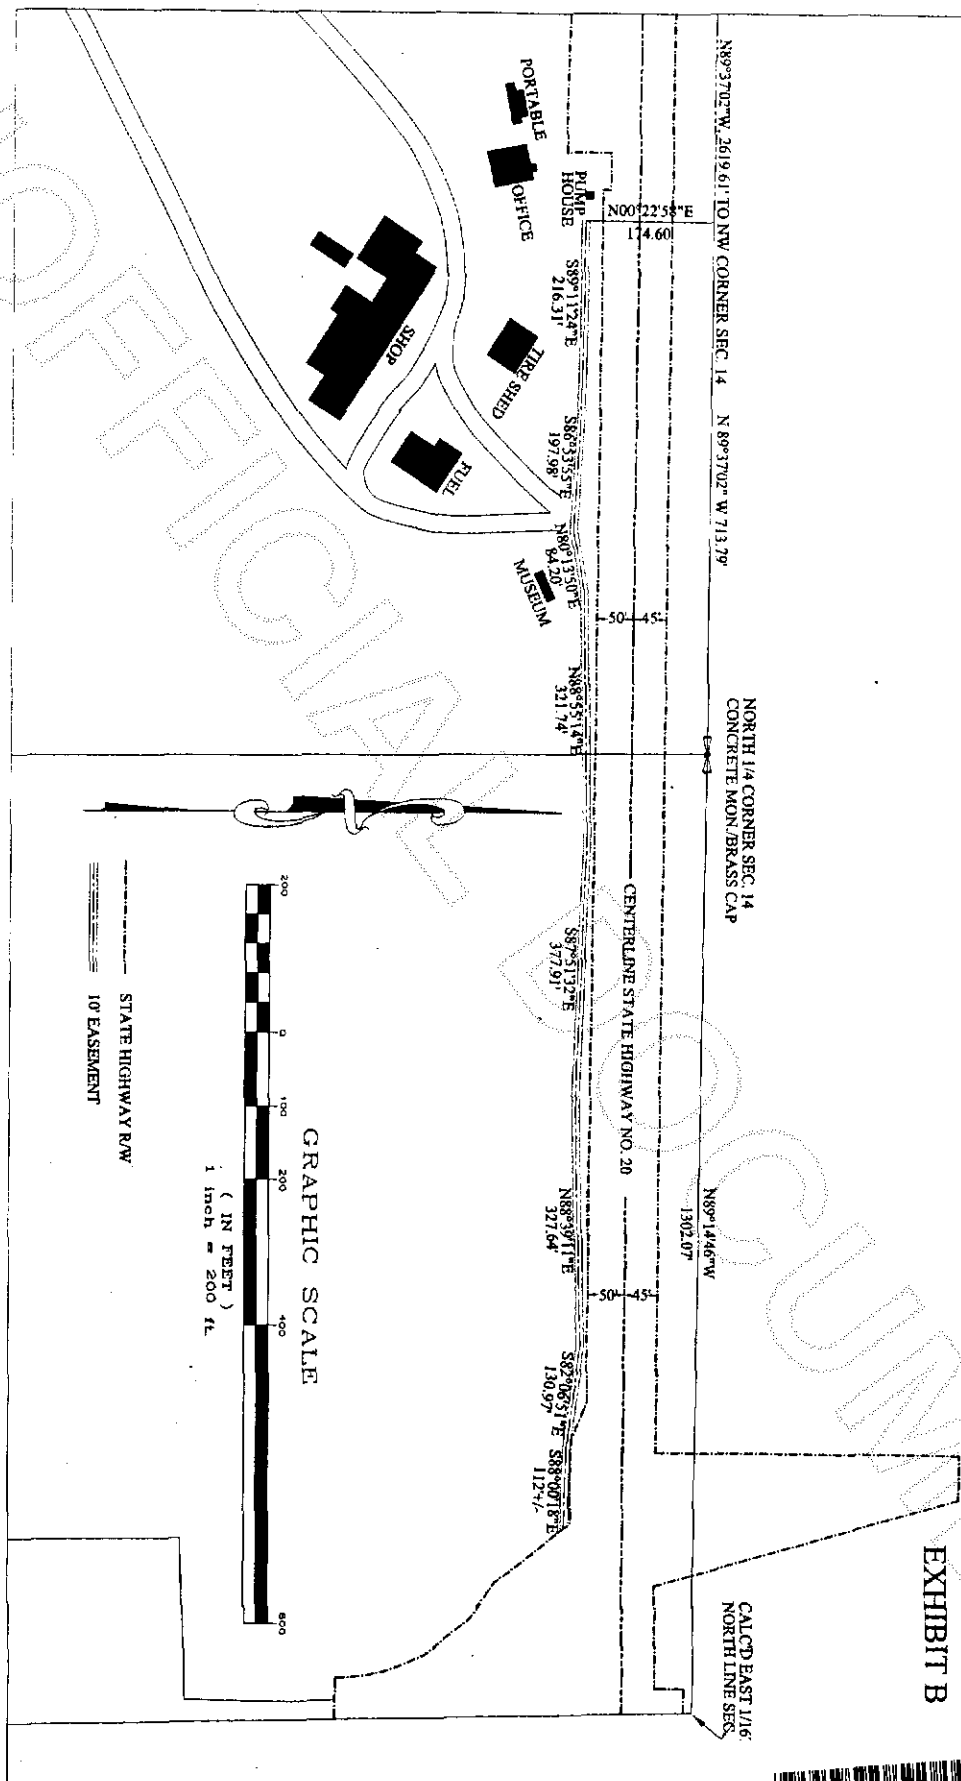 EXHIBIT B
N89°37'02"W, 2619.61' TO NW CORNER SEC. 14
N 89°37'02" W 713.79'
NORTH 1/4 CORNER SEC. 14
CONCRETE MON./BRASS CAP
N89°14'46"W
1302.07'
CALC'D EAST 1/16
NORTH LINE SEC.
N00°22'58"E
174.60
50' 45'
CENTERLINE STATE HIGHWAY NO. 20
50' 45'
PUMP
HOUSE
S89°11'24"E
216.31'
S86°33'55"E
197.98'
N80°13'50"E
84.20'
N88°55'14"E
321.74'
S87°51'32"E
377.91'
N88°39'11"E
327.64'
S82°06'51"E
130.97'
S88°00'18"E
112'+/-
PORTABLE
OFFICE
TIRE SHED
SHOP
FUEL
MUSEUM
GRAPHIC SCALE
200 0 100 200 400 600
( IN FEET )
1 inch = 200 ft.
STATE HIGHWAY R/W
10' EASEMENT
OFFICIAL DOCUM